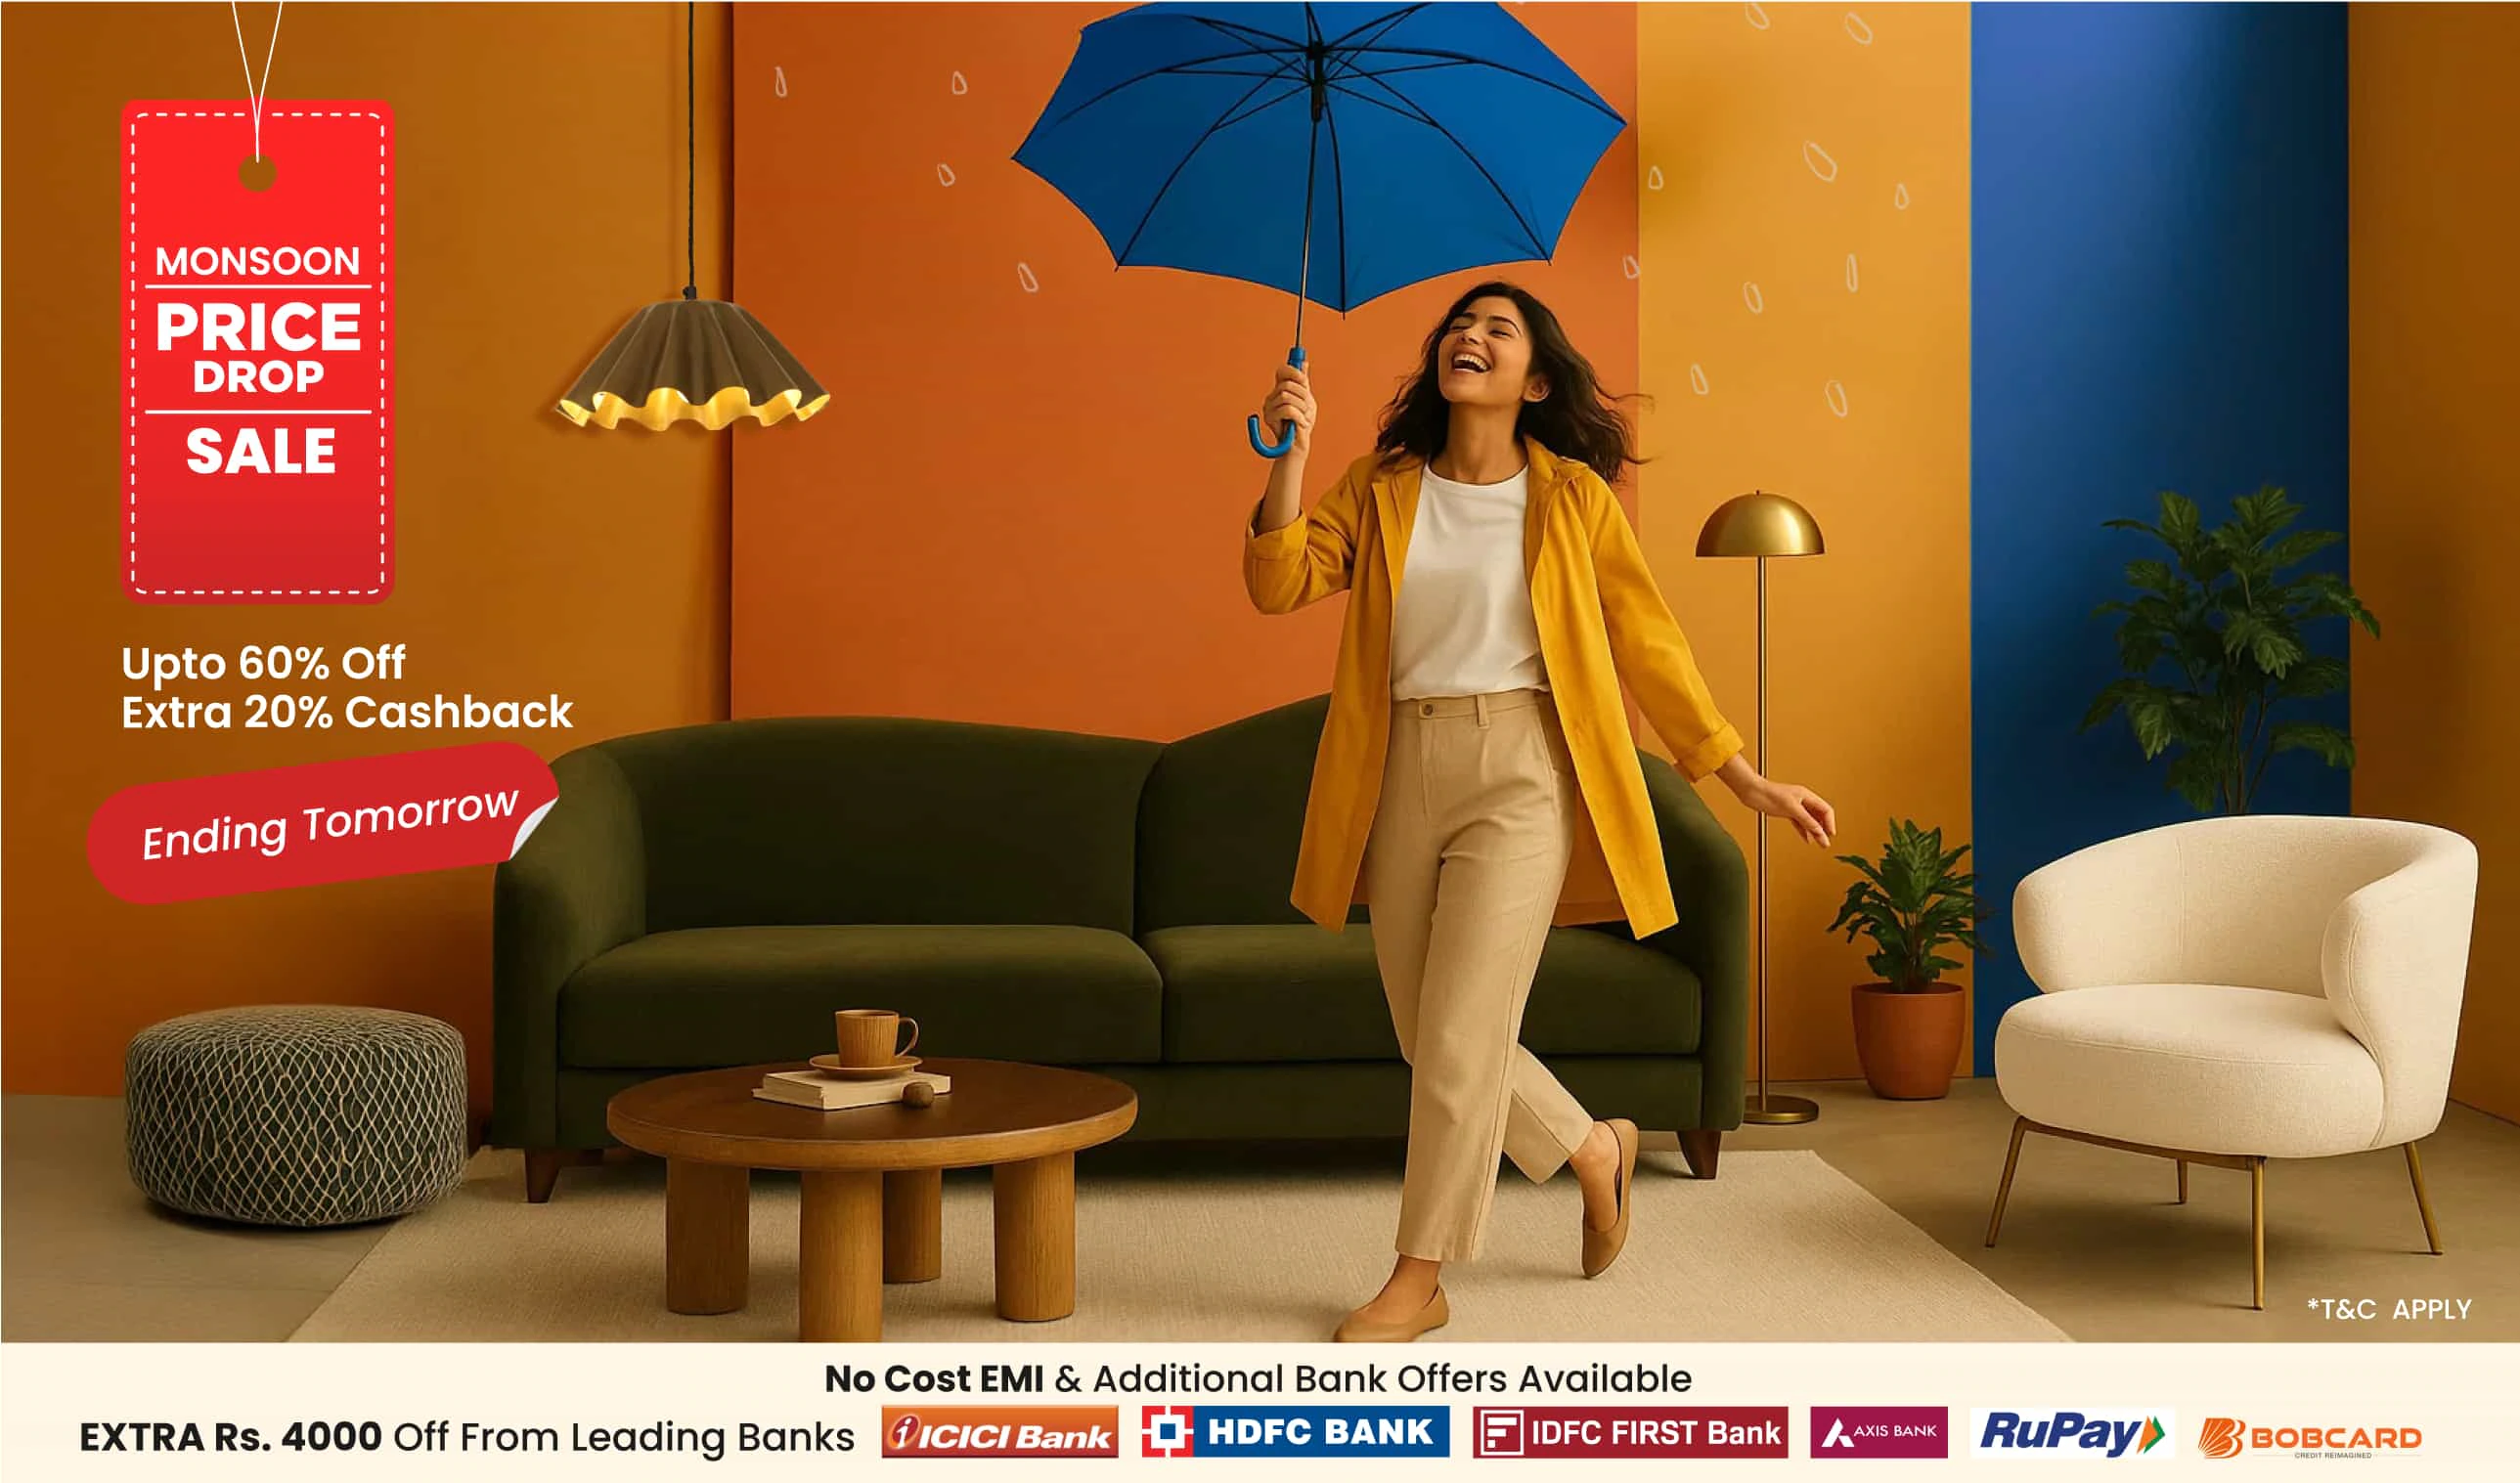 MONSOON
PRICE
DROP
SALE
Upto 60% Off
Extra 20% Cashback
Ending Tomorrow
*T&C APPLY
No Cost EMI & Additional Bank Offers Available
EXTRA Rs. 4000 Off From Leading Banks
ICICI Bank
HDFC BANK
IDFC FIRST Bank
AXIS BANK
RuPay
BOBCARD
CREDIT REIMAGINED